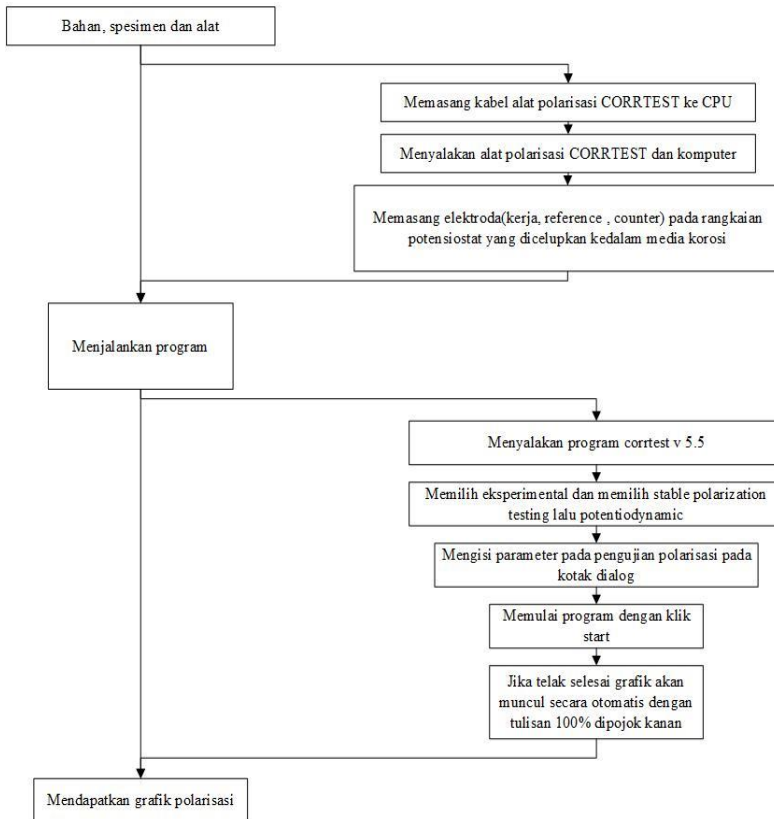 Bahan, spesimen dan alat
Memasang kabel alat polarisasi CORRTEST ke CPU
Menyalakan alat polarisasi CORRTEST dan komputer
Memasang elektroda(kerja, reference , counter) pada rangkaian
potensiostat yang dicelupkan kedalam media korosi
Menjalankan program
Menyalakan program corrtest v 5.5
Memilih eksperimental dan memilih stable polarization
testing lalu potentiodynamic
Mengisi parameter pada pengujian polarisasi pada
kotak dialog
Memulai program dengan klik
start
Jika telak selesai grafik akan
muncul secara otomatis dengan
tulisan 100% dipojok kanan
Mendapatkan grafik polarisasi